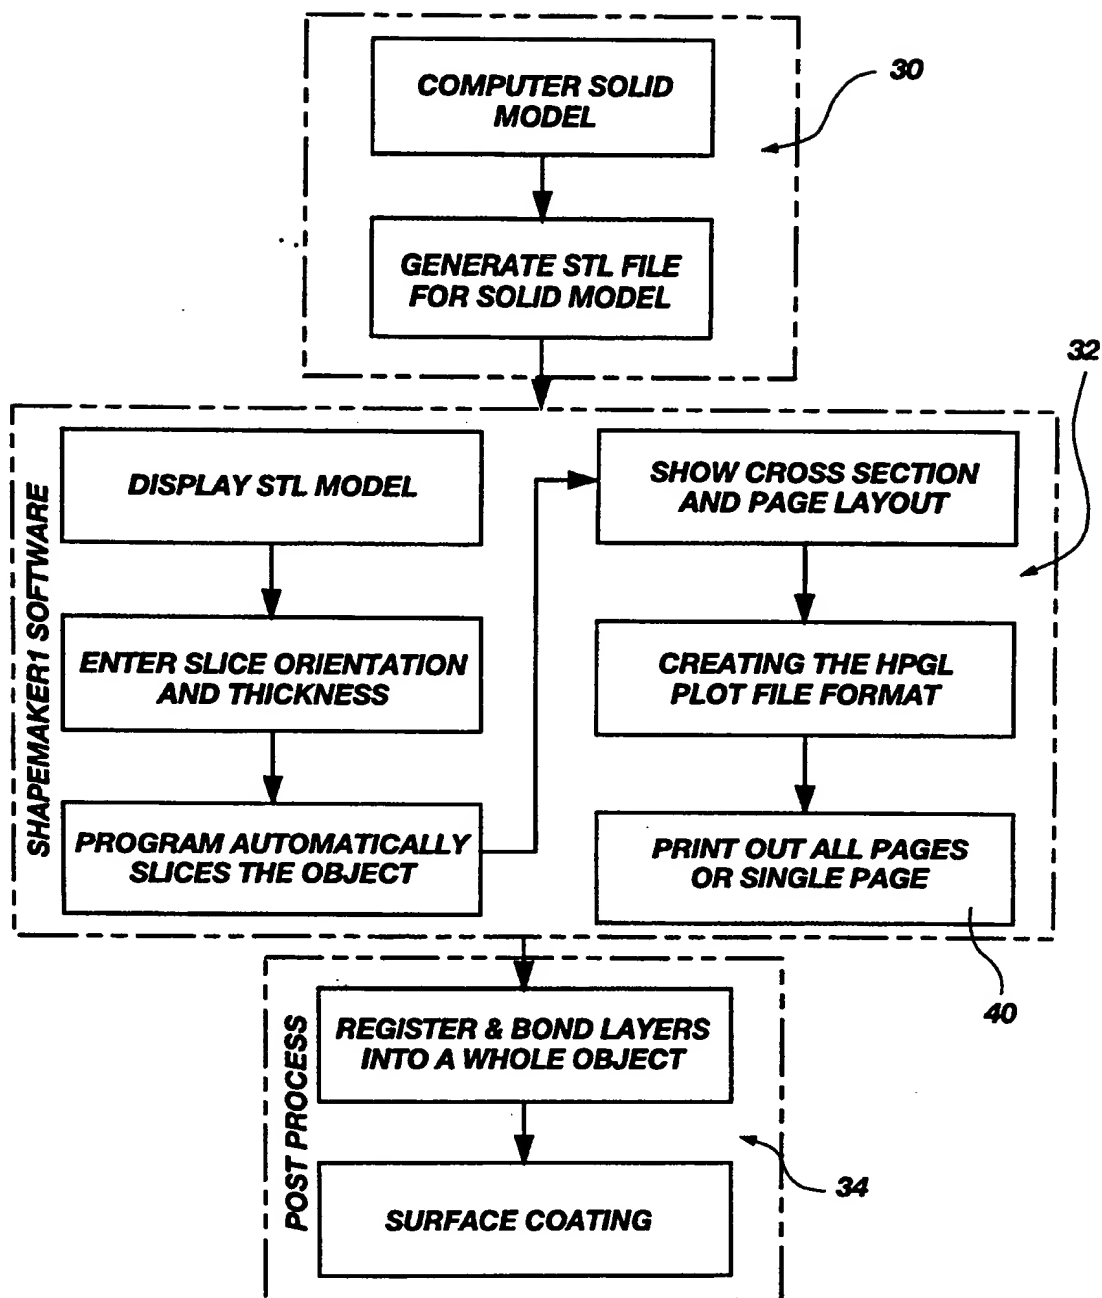 COMPUTER SOLID
MODEL
30
GENERATE STL FILE
FOR SOLID MODEL
32
SHAPEMAKER1 SOFTWARE
DISPLAY STL MODEL
ENTER SLICE ORIENTATION
AND THICKNESS
PROGRAM AUTOMATICALLY
SLICES THE OBJECT
SHOW CROSS SECTION
AND PAGE LAYOUT
CREATING THE HPGL
PLOT FILE FORMAT
PRINT OUT ALL PAGES
OR SINGLE PAGE
40
POST PROCESS
REGISTER & BOND LAYERS
INTO A WHOLE OBJECT
SURFACE COATING
34